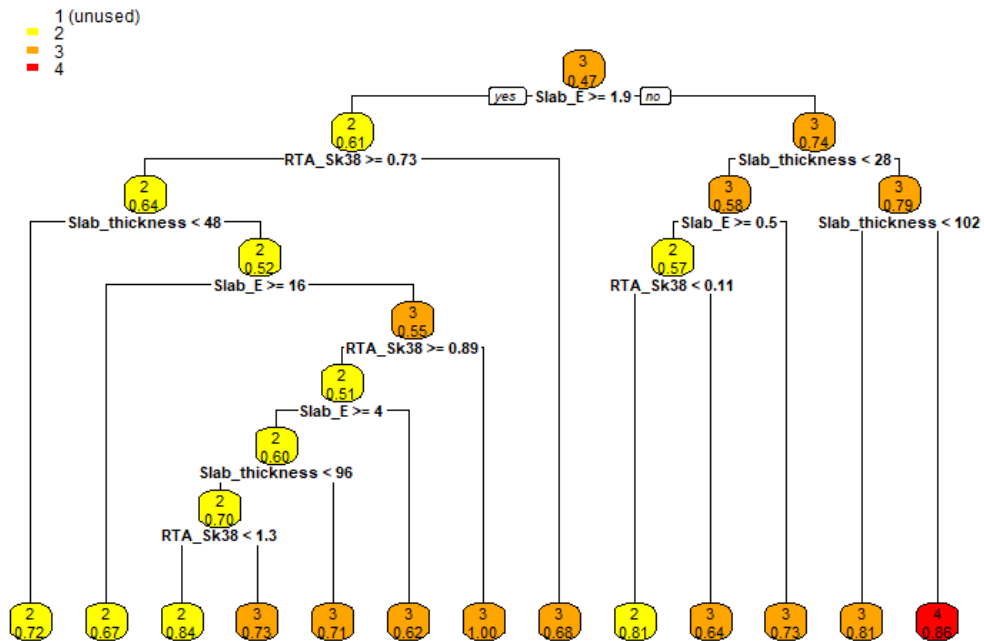 1 (unused)
2
3
4
3
0.47
yes Slab_E >= 1.9 no
2
0.61
3
0.74
RTA_Sk38 >= 0.73
Slab_thickness < 28
2
0.64
3
0.58
3
0.79
Slab_thickness < 48
Slab_E >= 0.5
Slab_thickness < 102
2
0.52
2
0.57
Slab_E >= 16
RTA_Sk38 < 0.11
3
0.55
RTA_Sk38 >= 0.89
2
0.51
Slab_E >= 4
2
0.60
Slab_thickness < 96
2
0.70
RTA_Sk38 < 1.3
2 2 2 3 3 3 3 3 2 3 3 3 4
0.72 0.67 0.84 0.73 0.71 0.62 1.00 0.68 0.81 0.64 0.73 0.81 0.86